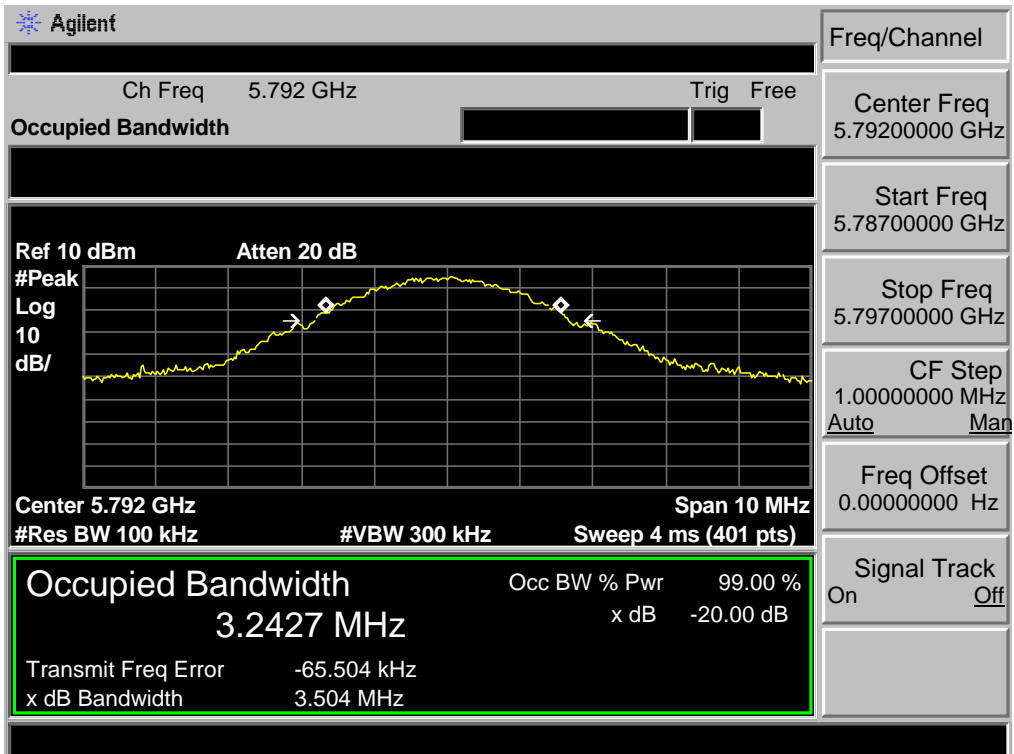 Agilent
Freq/Channel
Ch Freq 5.792 GHz Trig Free
Occupied Bandwidth
Center Freq
5.79200000 GHz
Start Freq
5.78700000 GHz
Ref 10 dBm Atten 20 dB
#Peak
Log
10
dB/
Stop Freq
5.79700000 GHz
CF Step
1.00000000 MHz
Auto Man
Freq Offset
0.00000000 Hz
Center 5.792 GHz Span 10 MHz
#Res BW 100 kHz #VBW 300 kHz Sweep 4 ms (401 pts)
Signal Track
On Off
Occupied Bandwidth
3.2427 MHz
Occ BW % Pwr 99.00 %
x dB -20.00 dB
Transmit Freq Error -65.504 kHz
x dB Bandwidth 3.504 MHz